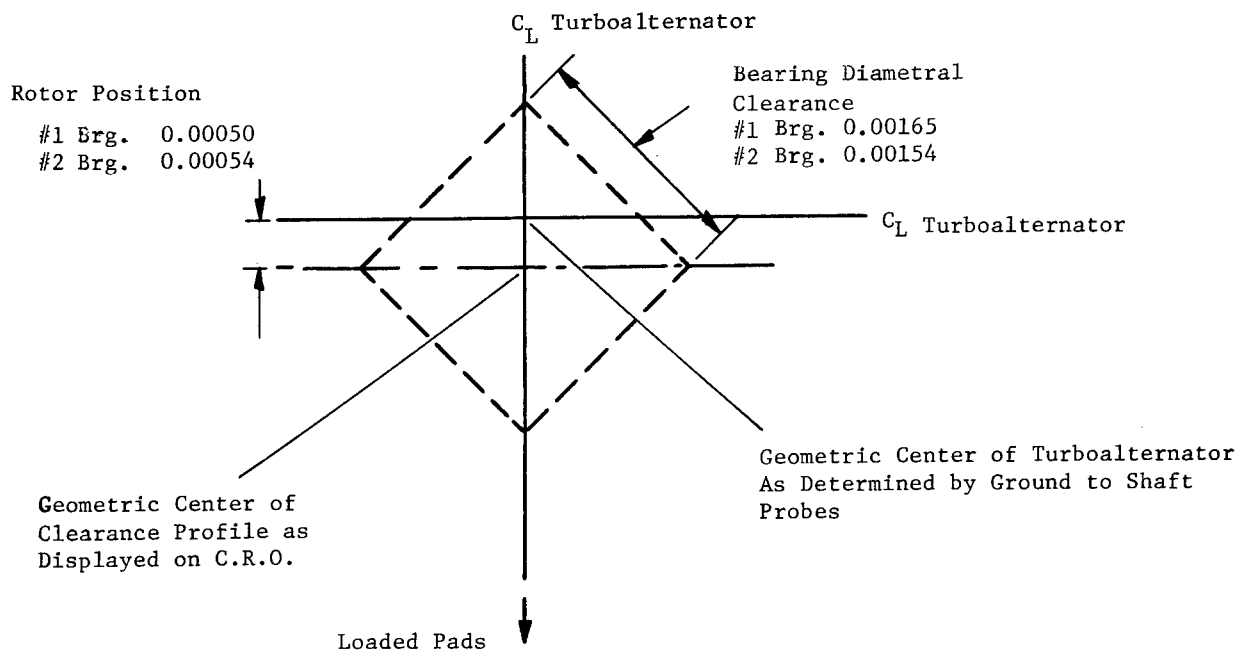 C_L Turboalternator
Rotor Position
#1 Brg. 0.00050
#2 Brg. 0.00054
Bearing Diametral
Clearance
#1 Brg. 0.00165
#2 Brg. 0.00154
C_L Turboalternator
Geometric Center of
Clearance Profile as
Displayed on C.R.O.
Geometric Center of Turboalternator
As Determined by Ground to Shaft
Probes
Loaded Pads